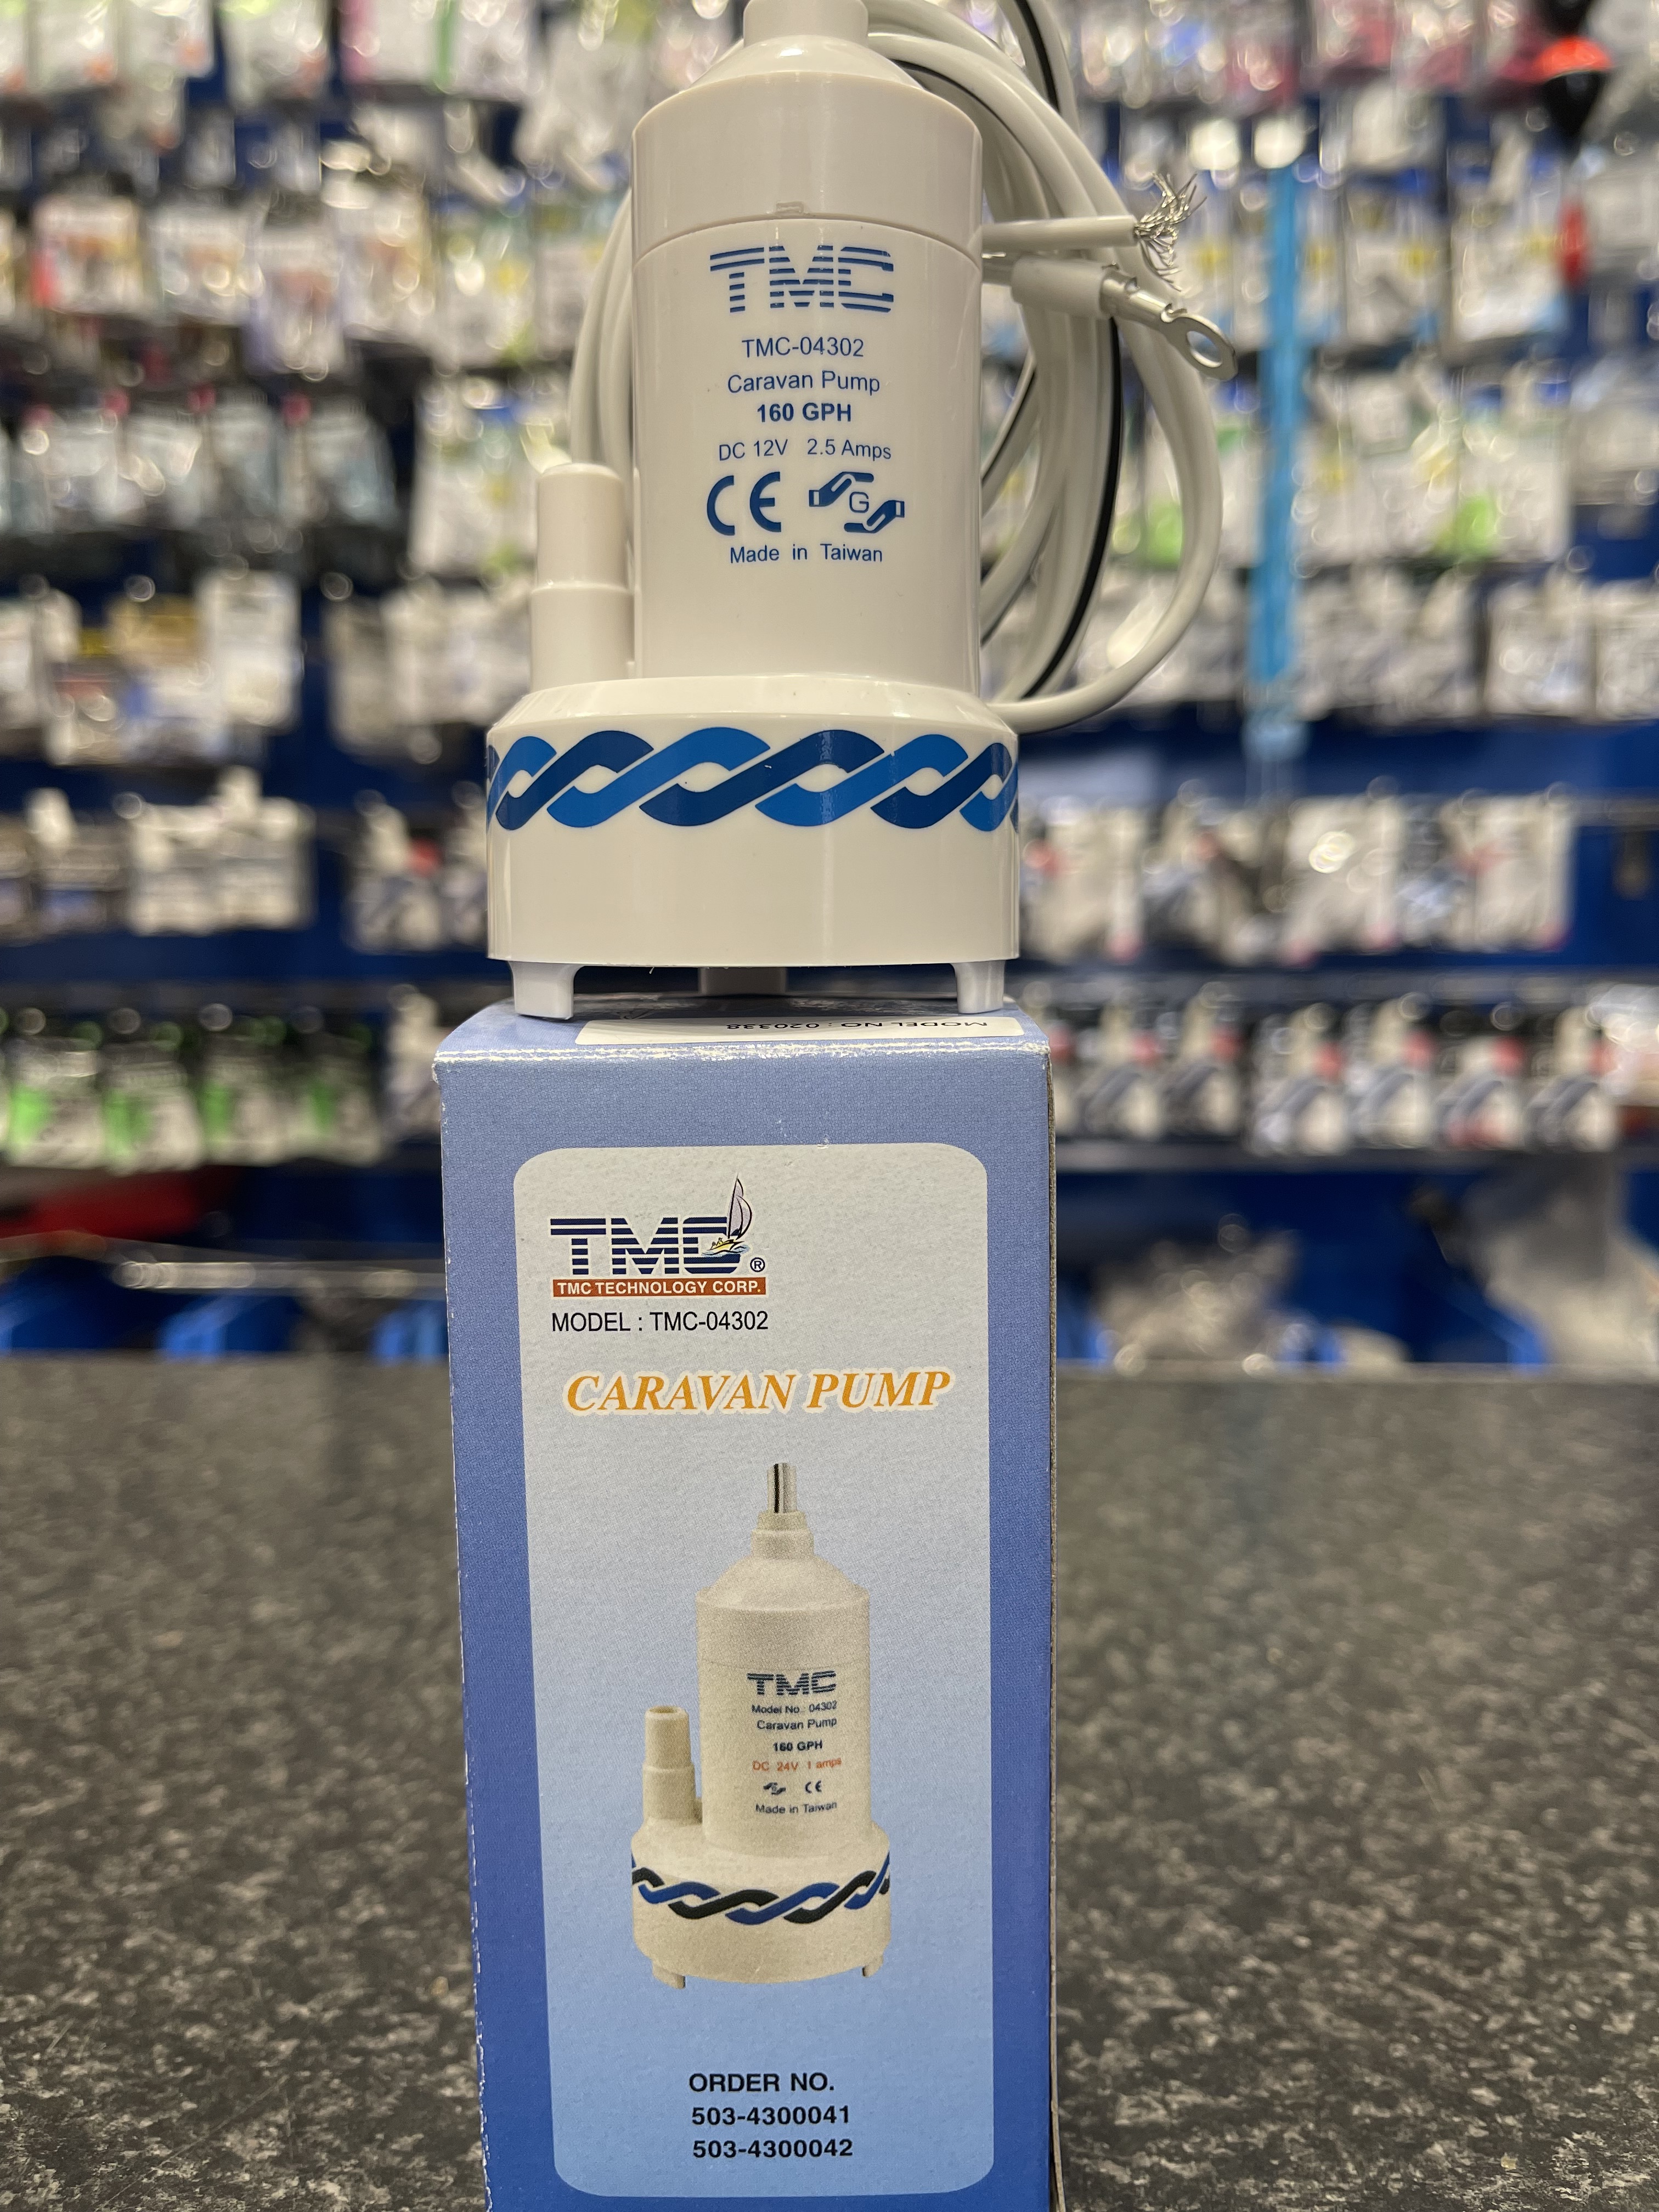 TMC
TMC-04302
Caravan Pump
160 GPH
DC 12V 2.5 Amps
CE G
Made in Taiwan
MODEL NO: 020338
TMC®
TMC TECHNOLOGY CORP.
MODEL : TMC-04302
CARAVAN PUMP
TMC
Model No.: 04302
Caravan Pump
160 GPH
DC 24V 1 amps
CE
Made in Taiwan
ORDER NO.
503-4300041
503-4300042